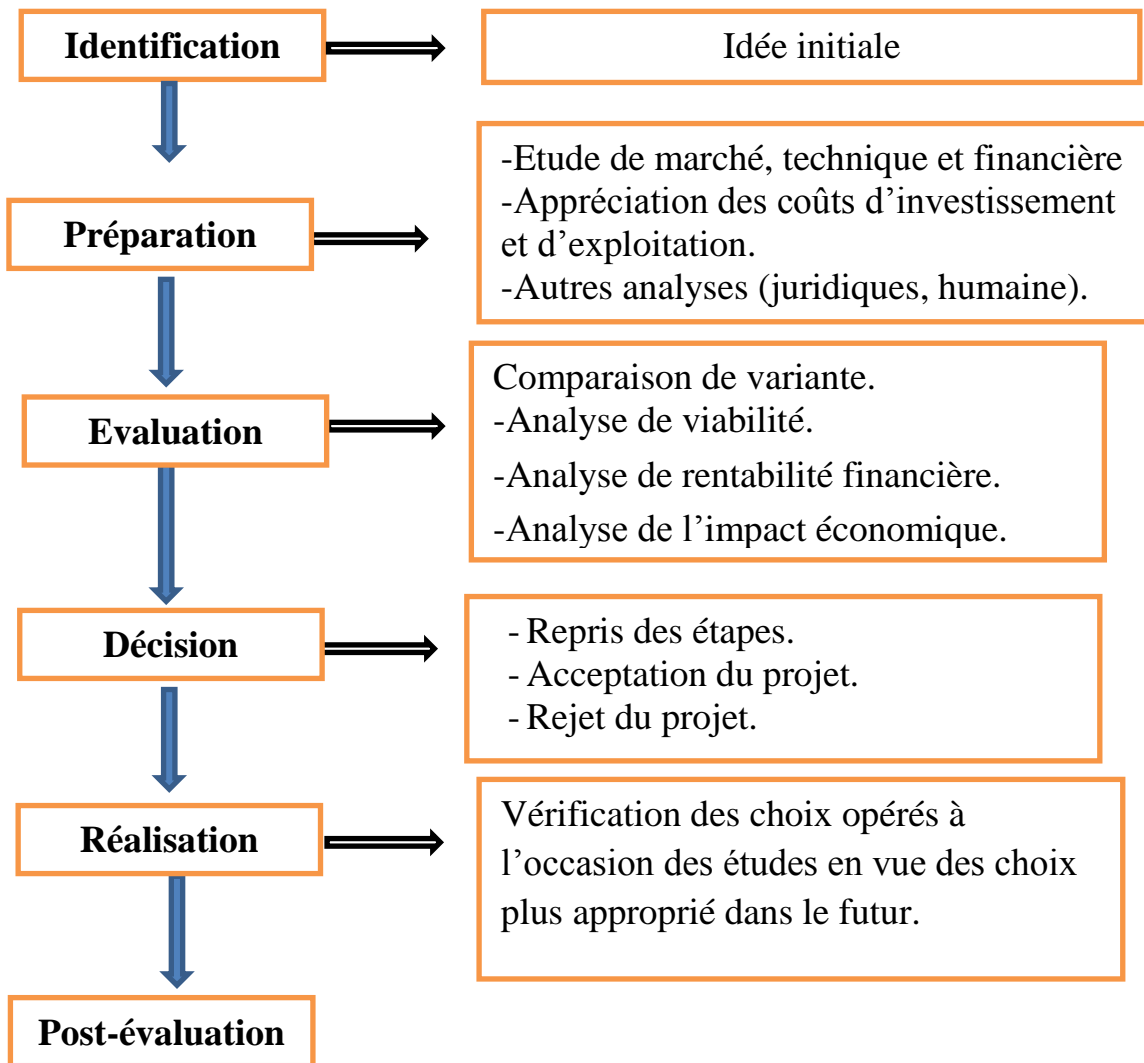 Identification
Idée initiale
Préparation
-Etude de marché, technique et financière
-Appréciation des coûts d’investissement
et d’exploitation.
-Autres analyses (juridiques, humaine).
Evaluation
Comparaison de variante.
-Analyse de viabilité.
-Analyse de rentabilité financière.
-Analyse de l’impact économique.
Décision
- Repris des étapes.
- Acceptation du projet.
- Rejet du projet.
Réalisation
Vérification des choix opérés à
l’occasion des études en vue des choix
plus approprié dans le futur.
Post-évaluation